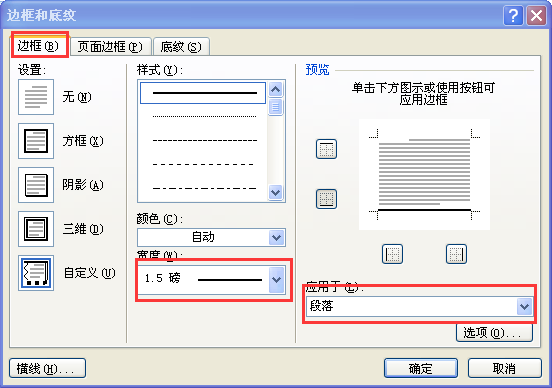 边框和底纹
边框(B)
页面边框(P)
底纹(S)
设置:
无(N)
方框(X)
阴影(A)
三维(D)
自定义(U)
样式(Y):
颜色(C):
自动
宽度(W):
1.5 磅
预览
单击下方图示或使用按钮可
应用边框
应用于(L):
段落
选项(O)...
横线(H)...
确定
取消